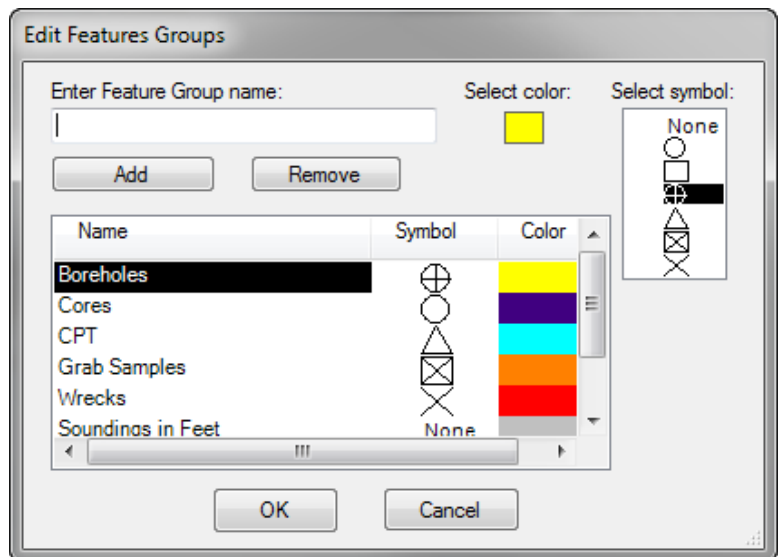 Edit Features Groups
Enter Feature Group name: Select color: Select symbol:
None
Add Remove
Name Symbol Color
Boreholes
Cores
CPT
Grab Samples
Wrecks
Soundings in Feet None
OK Cancel